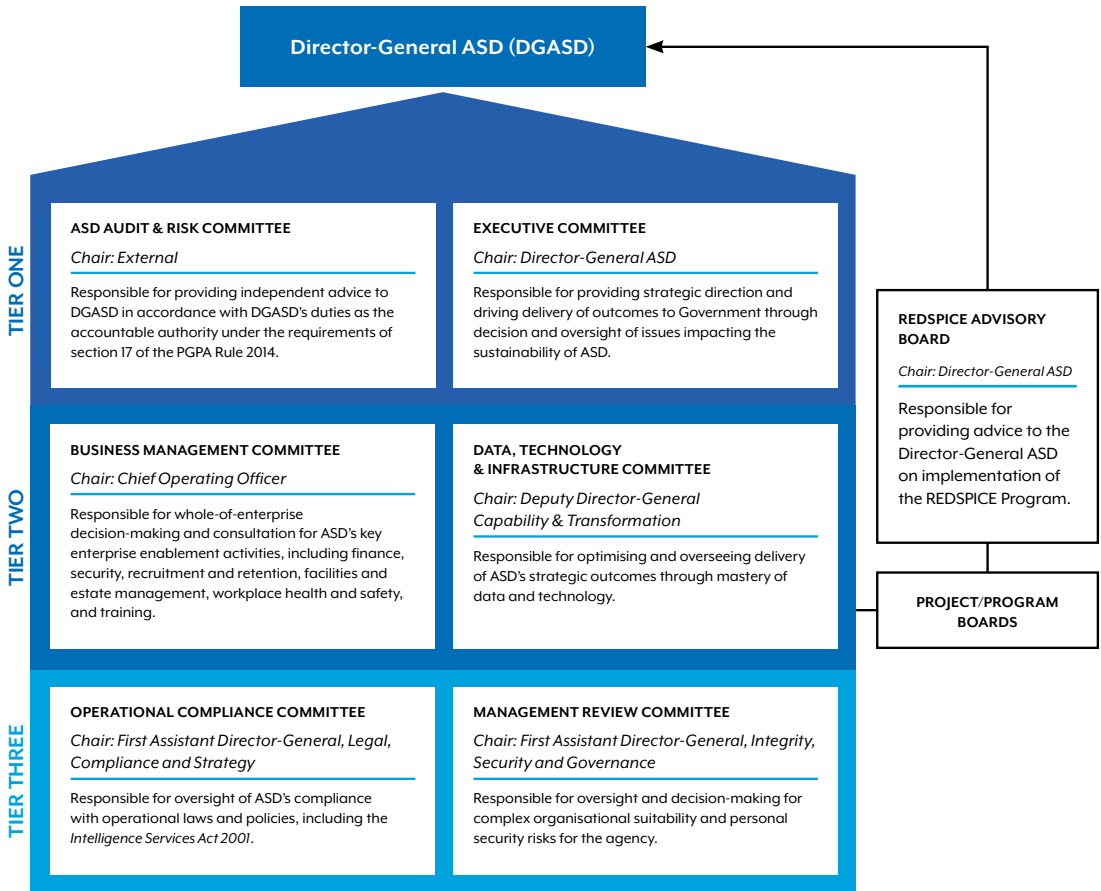 Director-General ASD (DGASD)
TIER ONE
ASD AUDIT & RISK COMMITTEE
Chair: External
Responsible for providing independent advice to
DGASD in accordance with DGASD's duties as the
accountable authority under the requirements of
section 17 of the PGPA Rule 2014.
EXECUTIVE COMMITTEE
Chair: Director-General ASD
Responsible for providing strategic direction and
driving delivery of outcomes to Government through
decision and oversight of issues impacting the
sustainability of ASD.
TIER TWO
BUSINESS MANAGEMENT COMMITTEE
Chair: Chief Operating Officer
Responsible for whole-of-enterprise
decision-making and consultation for ASD's key
enterprise enablement activities, including finance,
security, recruitment and retention, facilities and
estate management, workplace health and safety,
and training.
DATA, TECHNOLOGY
& INFRASTRUCTURE COMMITTEE
Chair: Deputy Director-General
Capability & Transformation
Responsible for optimising and overseeing delivery
of ASD's strategic outcomes through mastery of
data and technology.
TIER THREE
OPERATIONAL COMPLIANCE COMMITTEE
Chair: First Assistant Director-General, Legal,
Compliance and Strategy
Responsible for oversight of ASD's compliance
with operational laws and policies, including the
Intelligence Services Act 2001.
MANAGEMENT REVIEW COMMITTEE
Chair: First Assistant Director-General, Integrity,
Security and Governance
Responsible for oversight and decision-making for
complex organisational suitability and personal
security risks for the agency.
REDSPICE ADVISORY
BOARD
Chair: Director-General ASD
Responsible for
providing advice to the
Director-General ASD
on implementation of
the REDSPICE Program.
PROJECT/PROGRAM
BOARDS